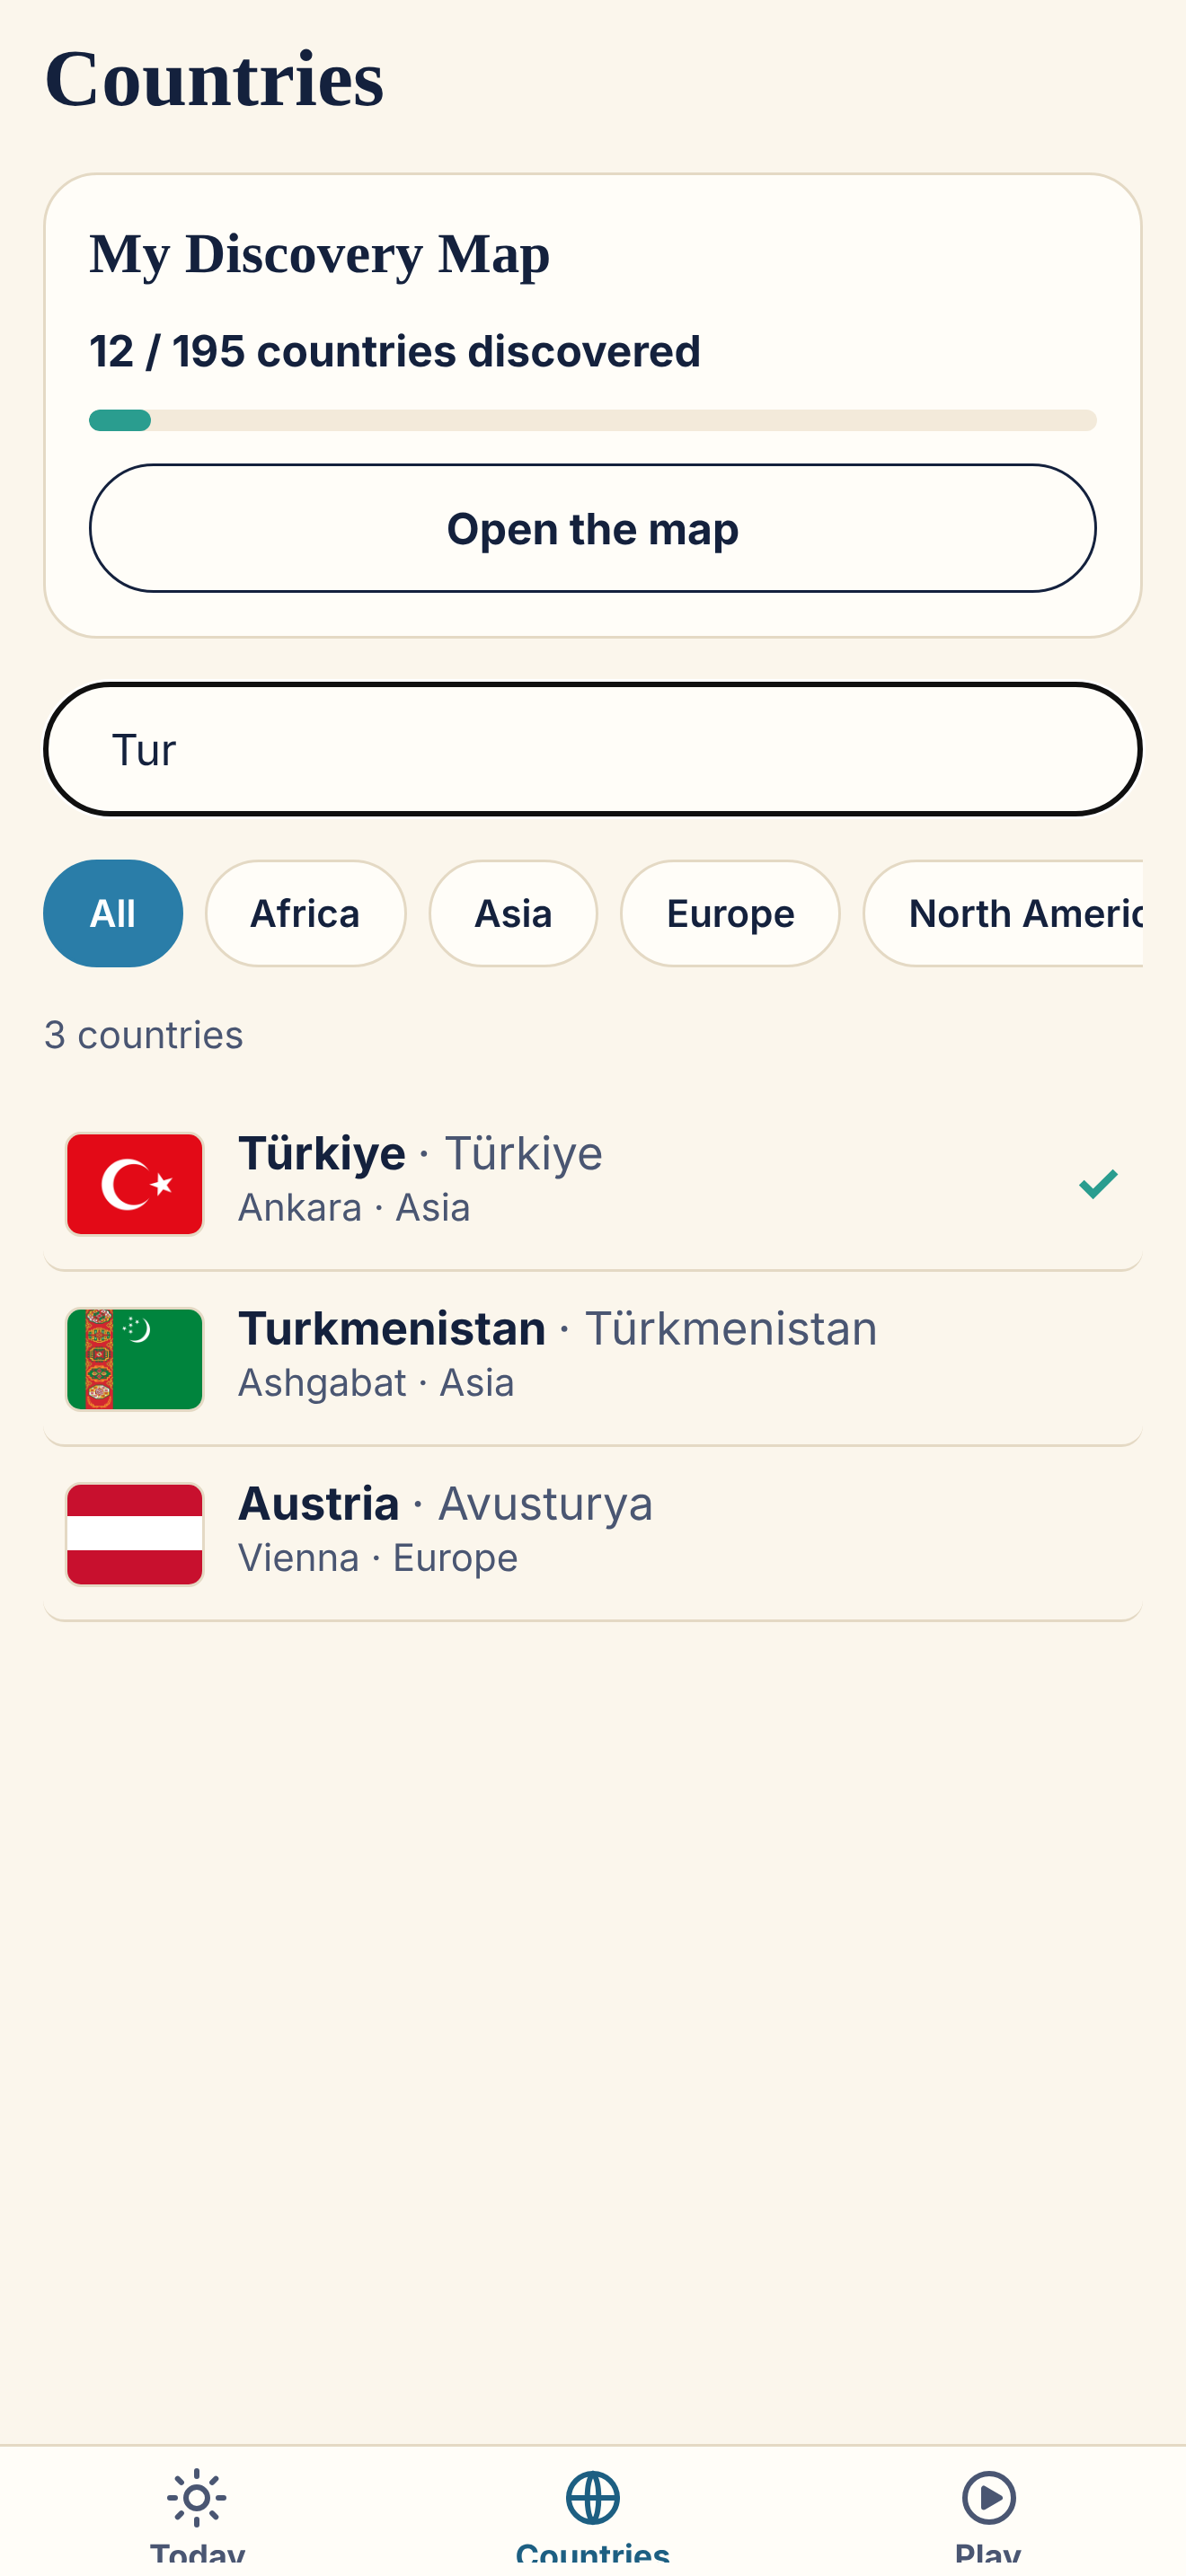 Countries
My Discovery Map
12 / 195 countries discovered
Open the map
Tur
All Africa Asia Europe North Americ
3 countries
Türkiye · Türkiye
Ankara · Asia
Turkmenistan · Türkmenistan
Ashgabat · Asia
Austria · Avusturya
Vienna · Europe
Today Countries Play